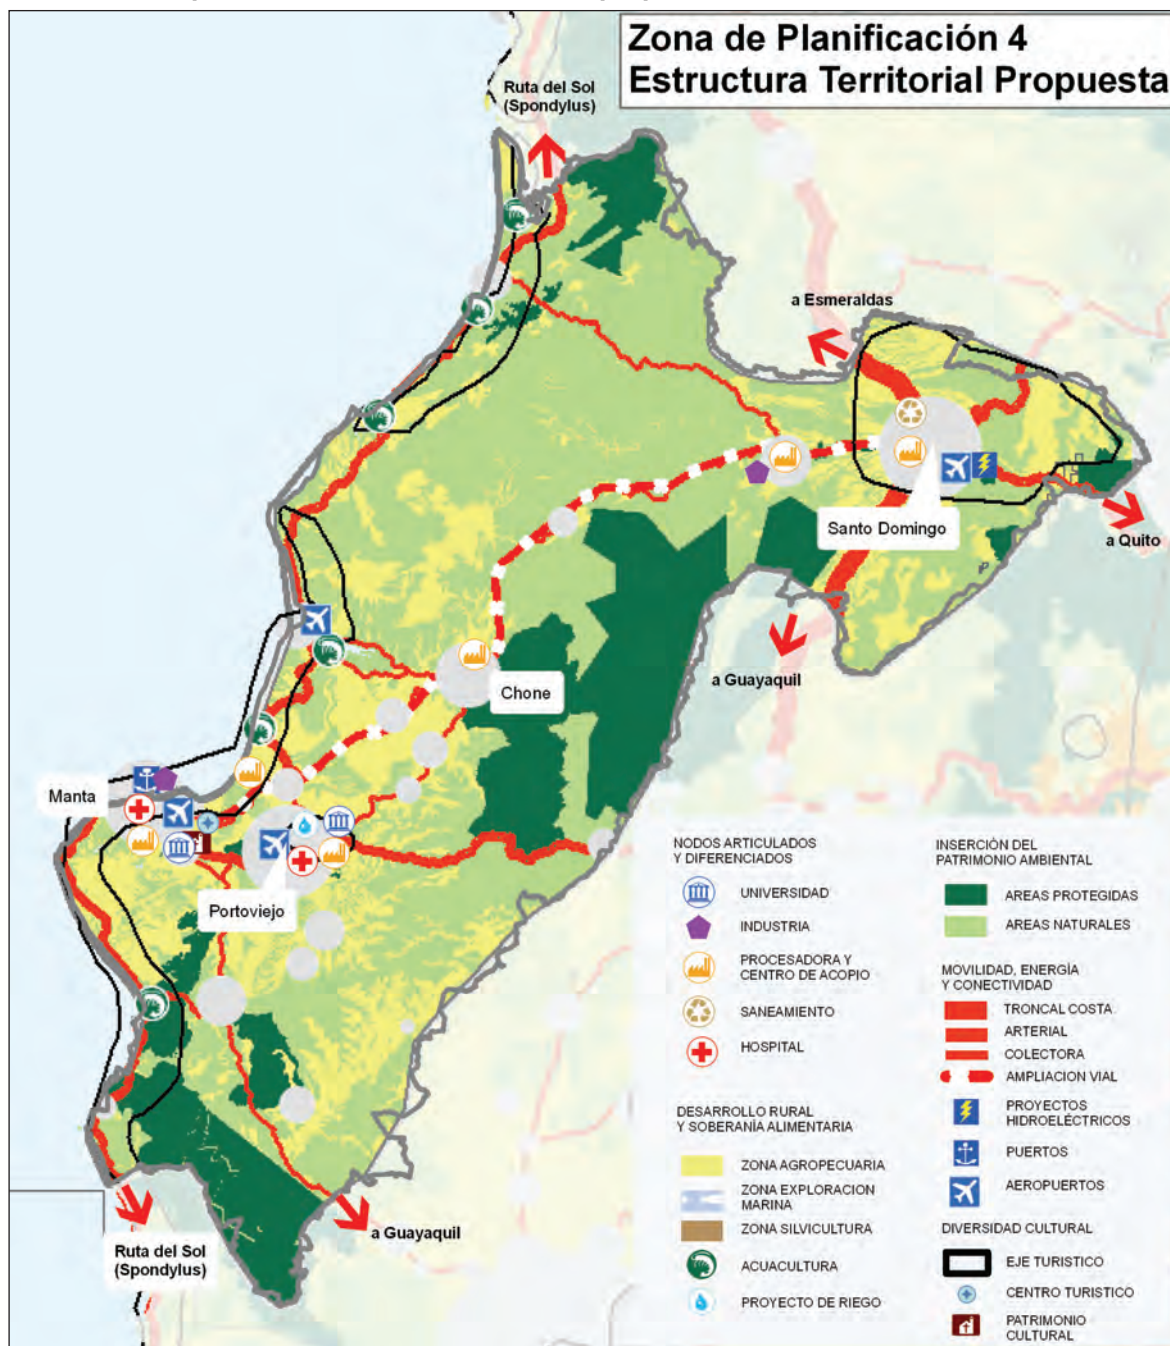 Zona de Planificación 4
Estructura Territorial Propuesta
Ruta del Sol
(Spondylus)
a Esmeraldas
Santo Domingo
a Quito
a Guayaquil
Chone
Manta
Portoviejo
a Guayaquil
Ruta del Sol
(Spondylus)
NODOS ARTICULADOS
Y DIFERENCIADOS
UNIVERSIDAD
INDUSTRIA
PROCESADORA Y
CENTRO DE ACOPIO
SANEAMIENTO
HOSPITAL
DESARROLLO RURAL
Y SOBERANÍA ALIMENTARIA
ZONA AGROPECUARIA
ZONA EXPLORACION
MARINA
ZONA SILVICULTURA
ACUACULTURA
PROYECTO DE RIEGO
INSERCIÓN DEL
PATRIMONIO AMBIENTAL
AREAS PROTEGIDAS
AREAS NATURALES
MOVILIDAD, ENERGÍA
Y CONECTIVIDAD
TRONCAL COSTA
ARTERIAL
COLECTORA
AMPLIACION VIAL
PROYECTOS
HIDROELÉCTRICOS
PUERTOS
AEROPUERTOS
DIVERSIDAD CULTURAL
EJE TURISTICO
CENTRO TURISTICO
PATRIMONIO
CULTURAL